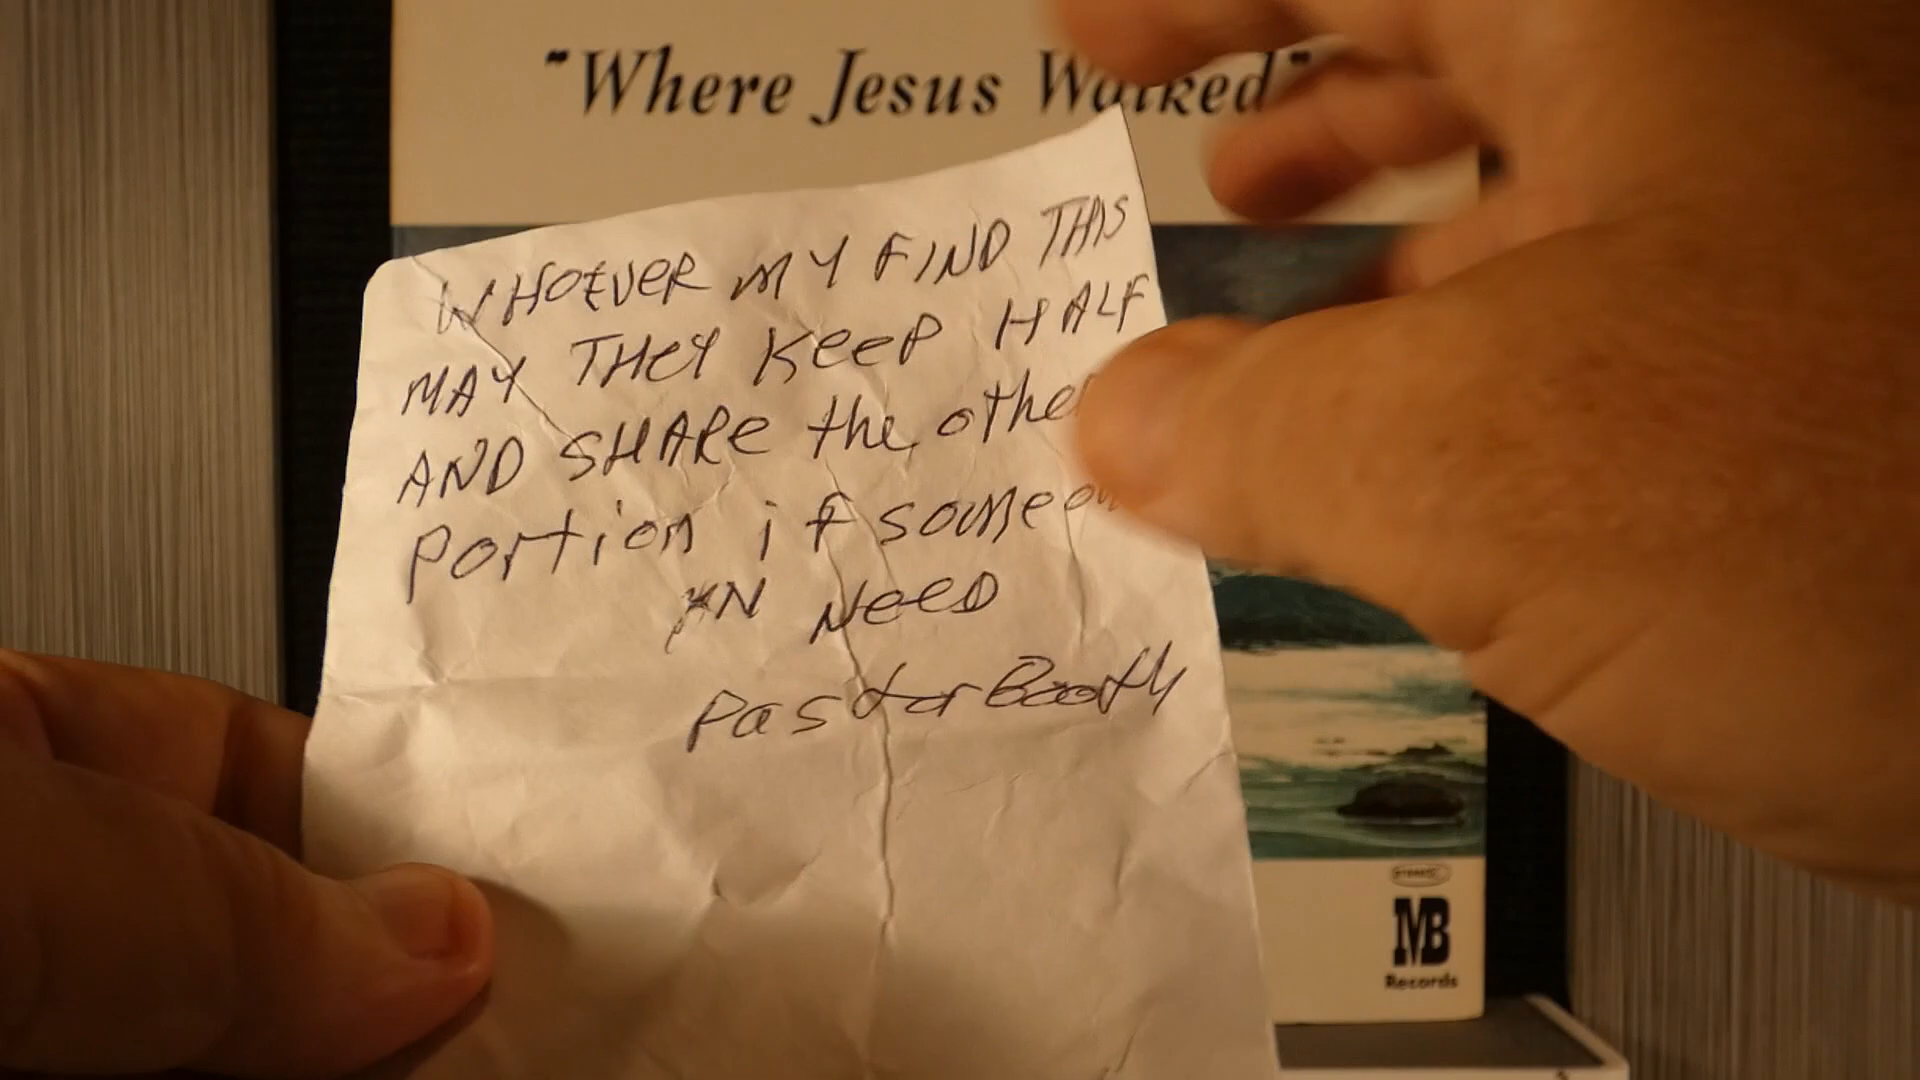 "Where Jesus Walked"
WHOEVER MY FIND THIS
MAY THEY KEEP HALF
AND SHARE the other
PORTION if someone
IN NEED
Pastor Booth
STEREO
MB
Records